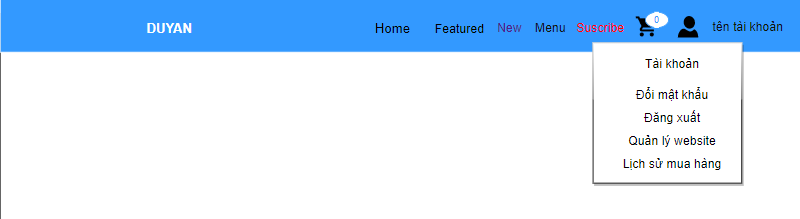 DUYAN Home Featured New Menu Suscribe 0 tên tài khoản
Tài khoản
Đổi mật khẩu
Đăng xuất
Quản lý website
Lịch sử mua hàng